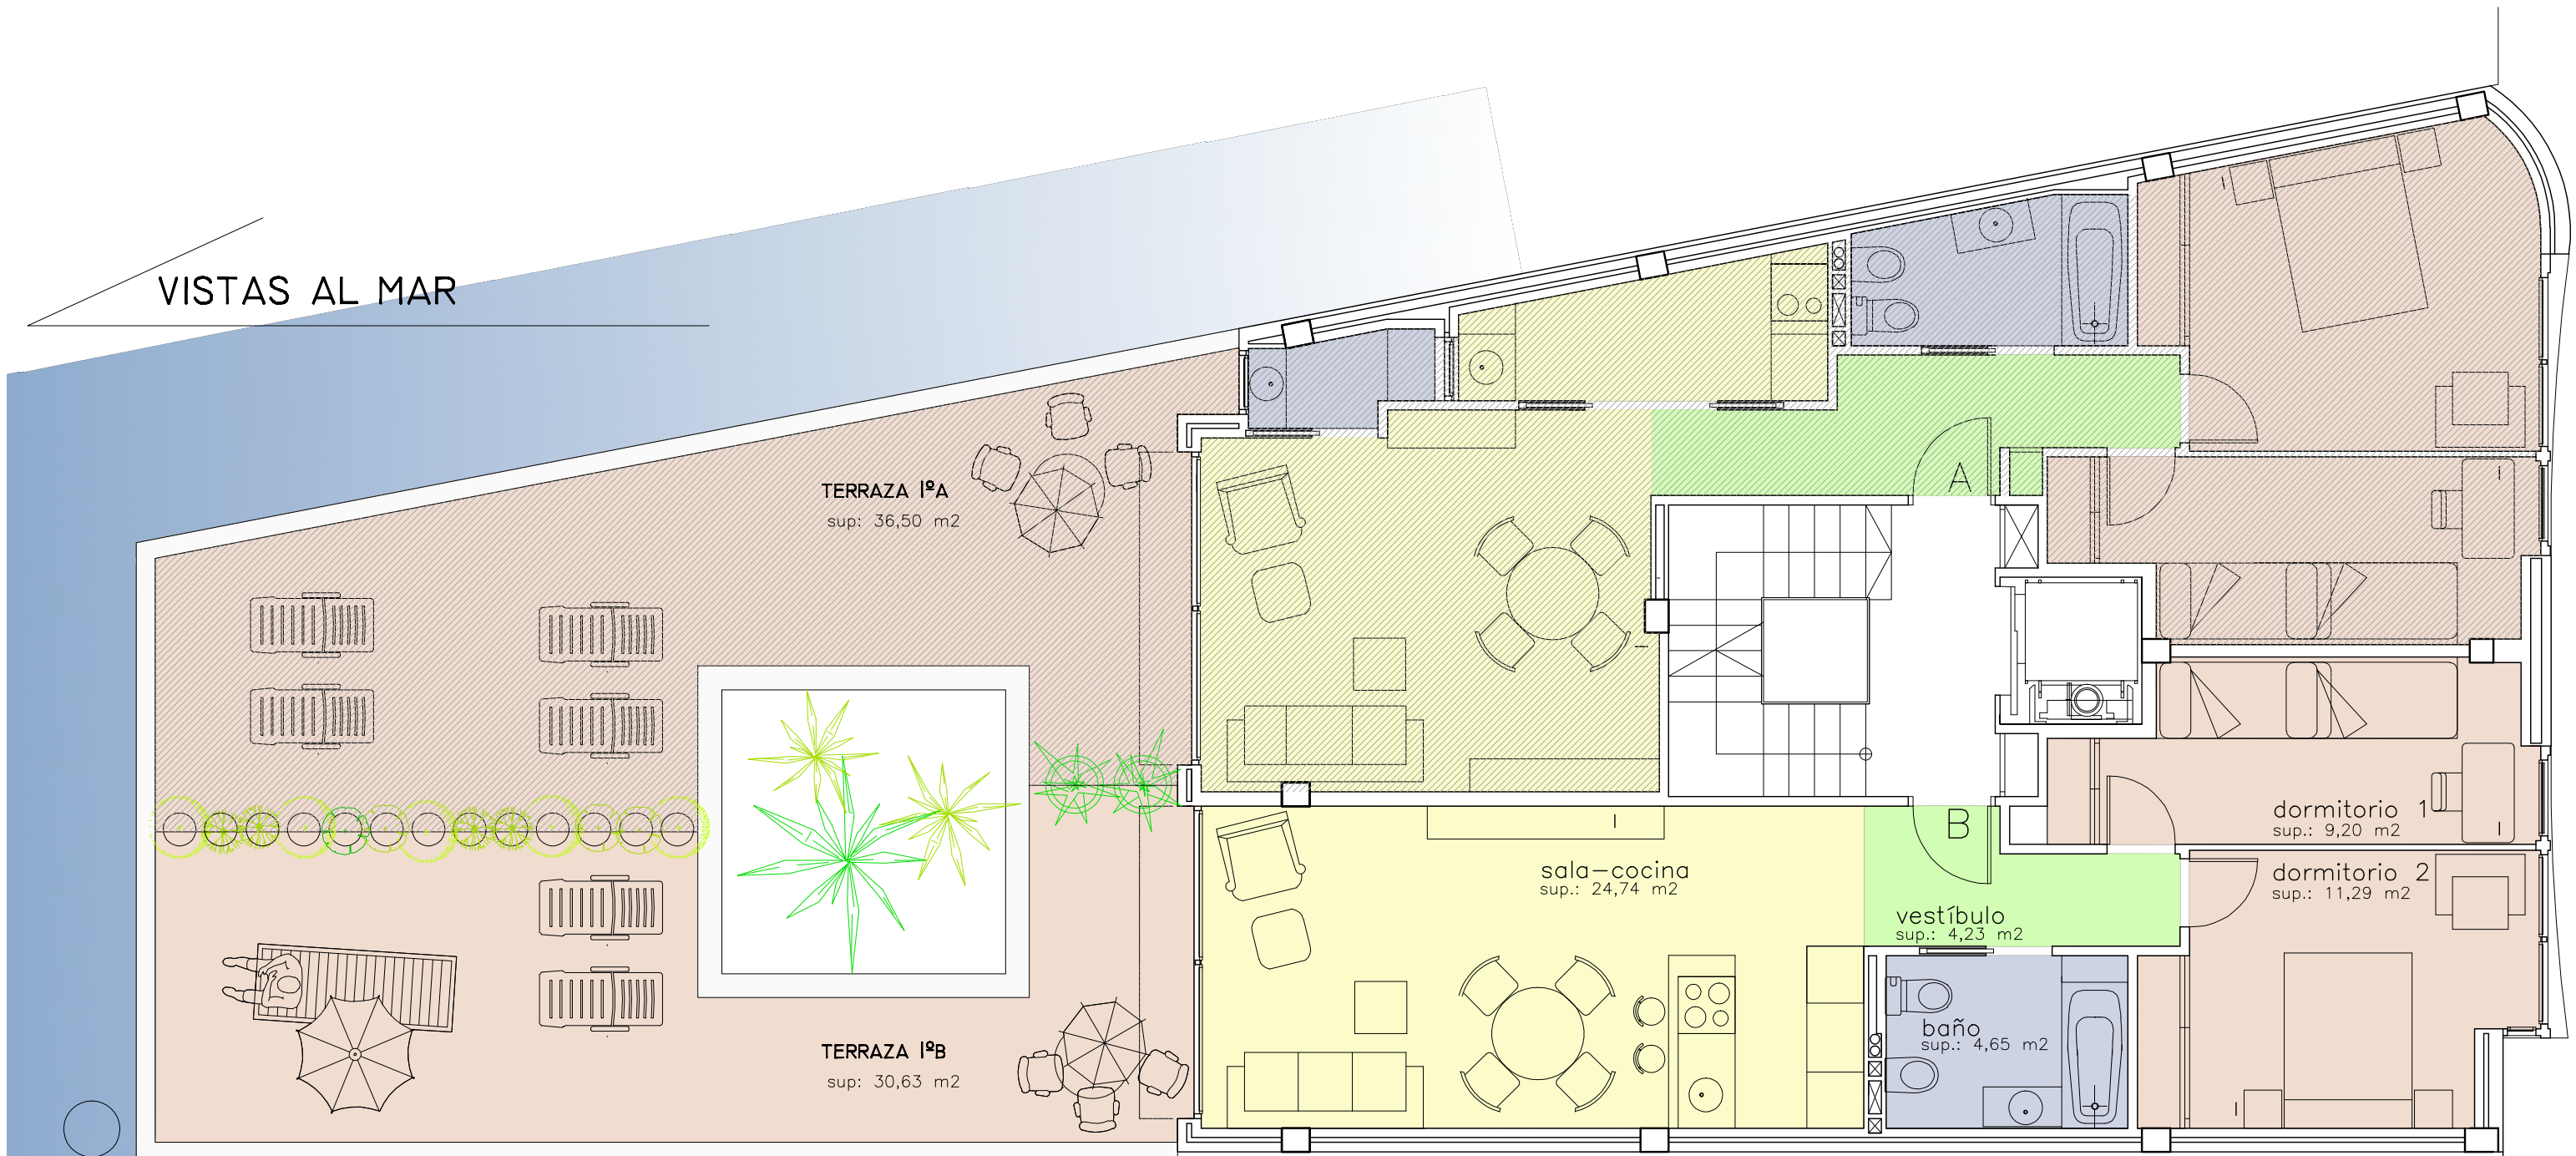 VISTAS AL MAR
TERRAZA 1ºA
sup: 36,50 m2
A
B
sala-cocina
sup.: 24,74 m2
vestíbulo
sup.: 4,23 m2
baño
sup.: 4,65 m2
dormitorio 1
sup.: 9,20 m2
dormitorio 2
sup.: 11,29 m2
TERRAZA 1ºB
sup: 30,63 m2